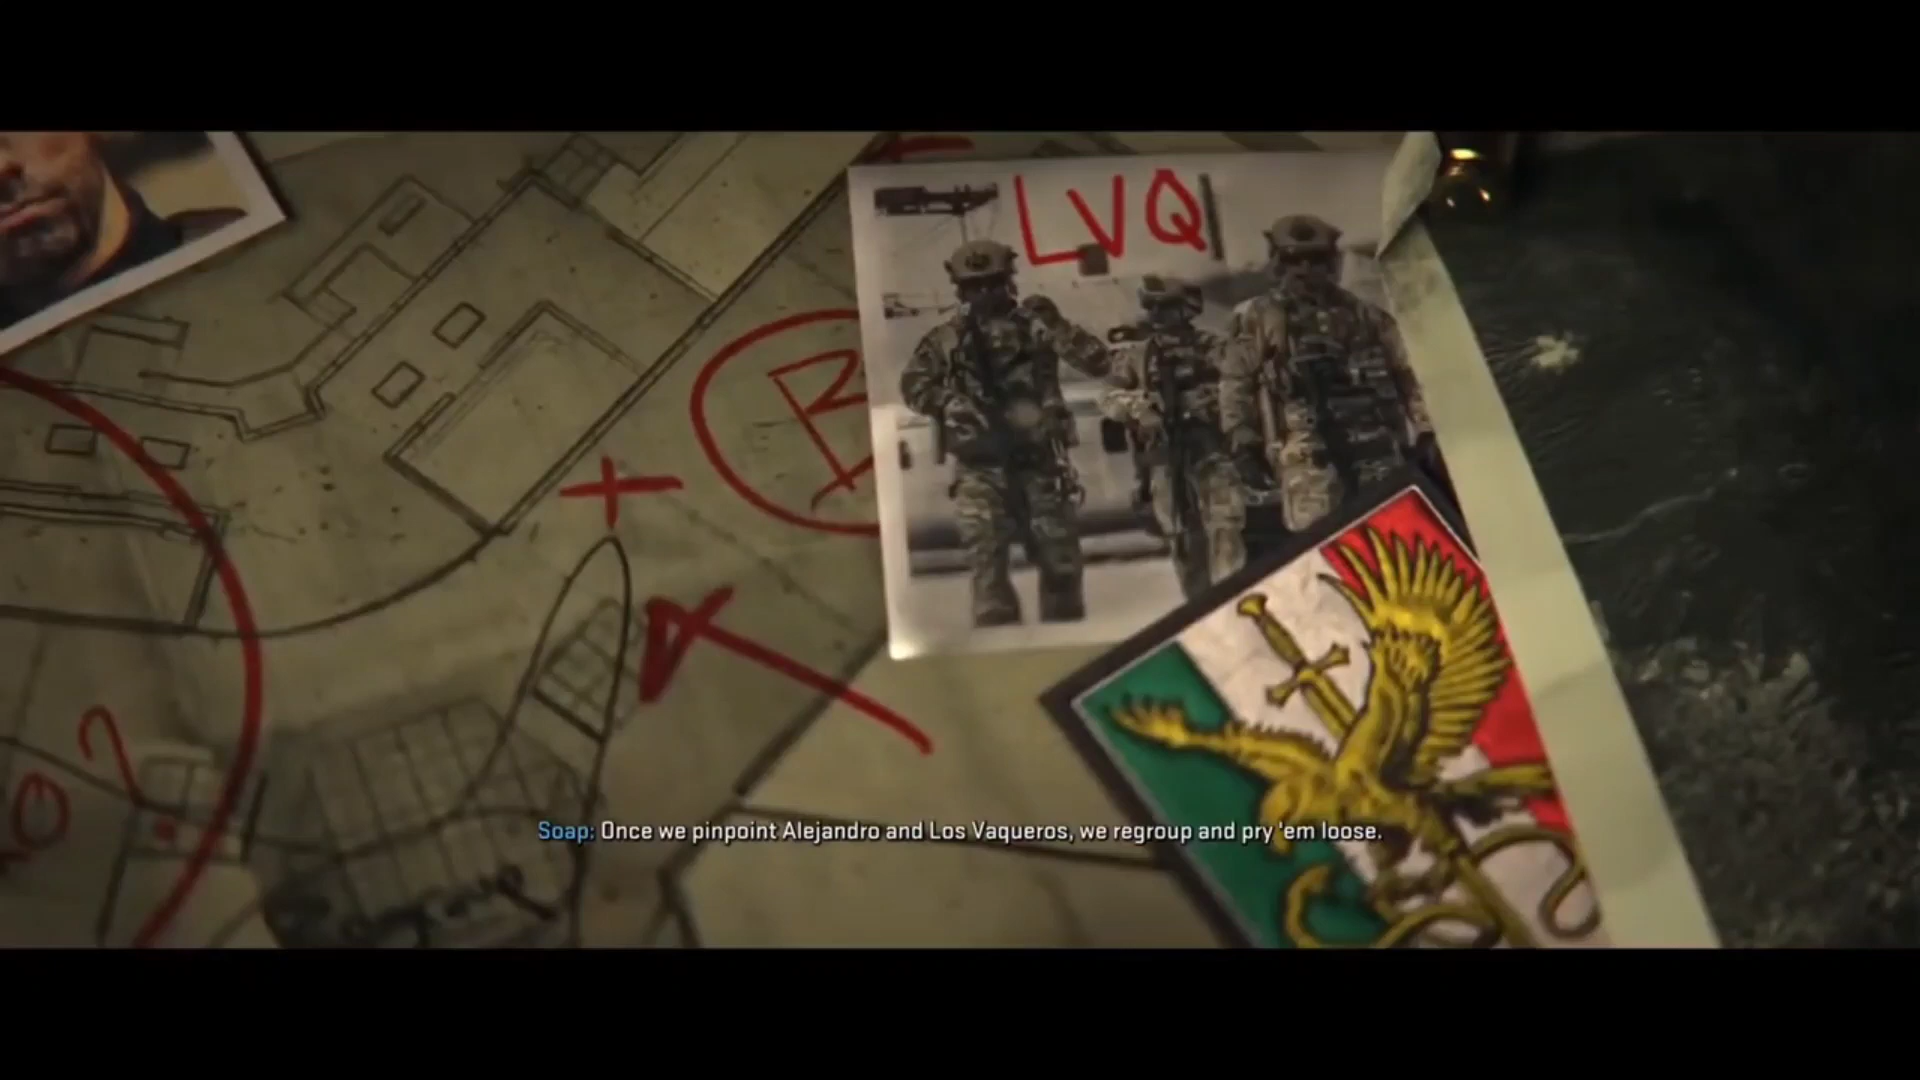 LVQ
B
Soap: Once we pinpoint Alejandro and Los Vaqueros, we regroup and pry 'em loose.